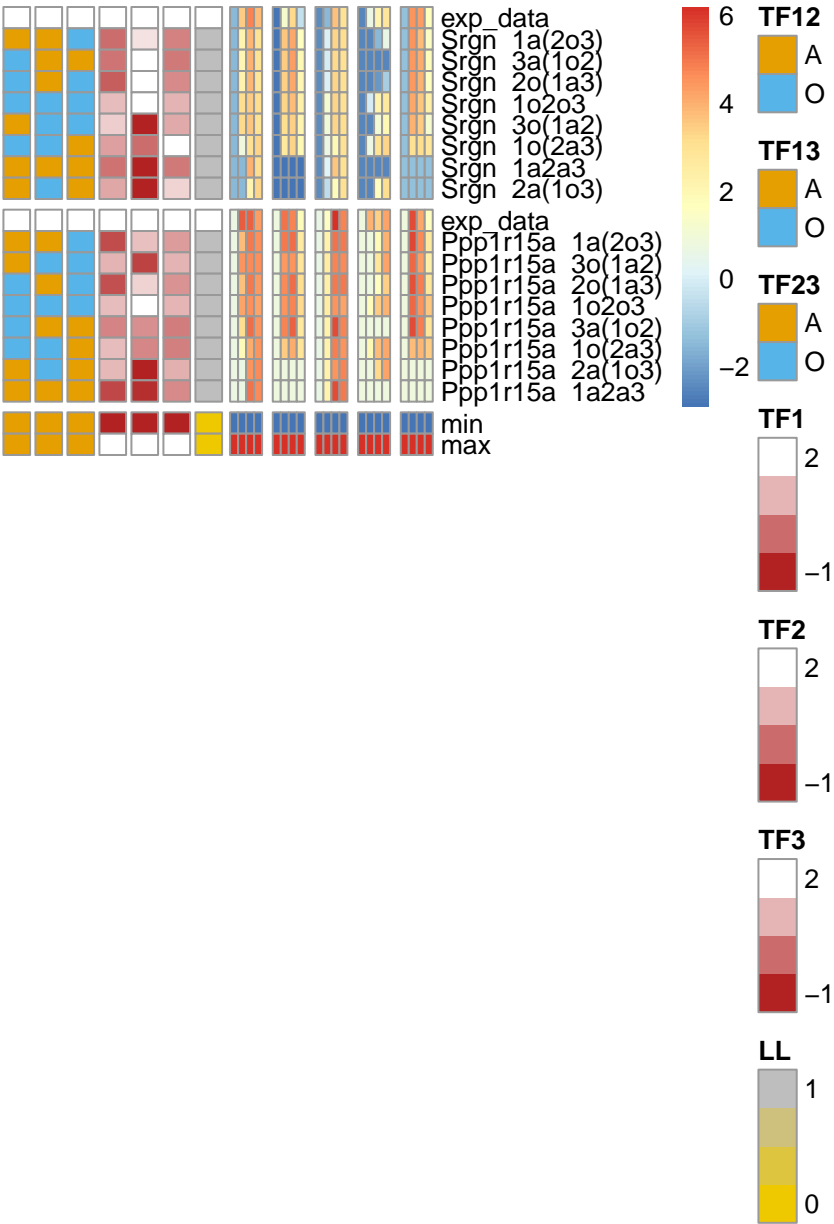 exp_data
Srgn 1a(2o3)
Srgn 3a(1o2)
Srgn 2o(1a3)
Srgn 1o2o3
Srgn 3o(1a2)
Srgn 1o(2a3)
Srgn 1a2a3
Srgn 2a(1o3)
exp_data
Ppp1r15a 1a(2o3)
Ppp1r15a 3o(1a2)
Ppp1r15a 2o(1a3)
Ppp1r15a 1o2o3
Ppp1r15a 3a(1o2)
Ppp1r15a 1o(2a3)
Ppp1r15a 2a(1o3)
Ppp1r15a 1a2a3
min
max
6
4
2
0
−2
TF12
A
O
TF13
A
O
TF23
A
O
TF1
2
−1
TF2
2
−1
TF3
2
−1
LL
1
0